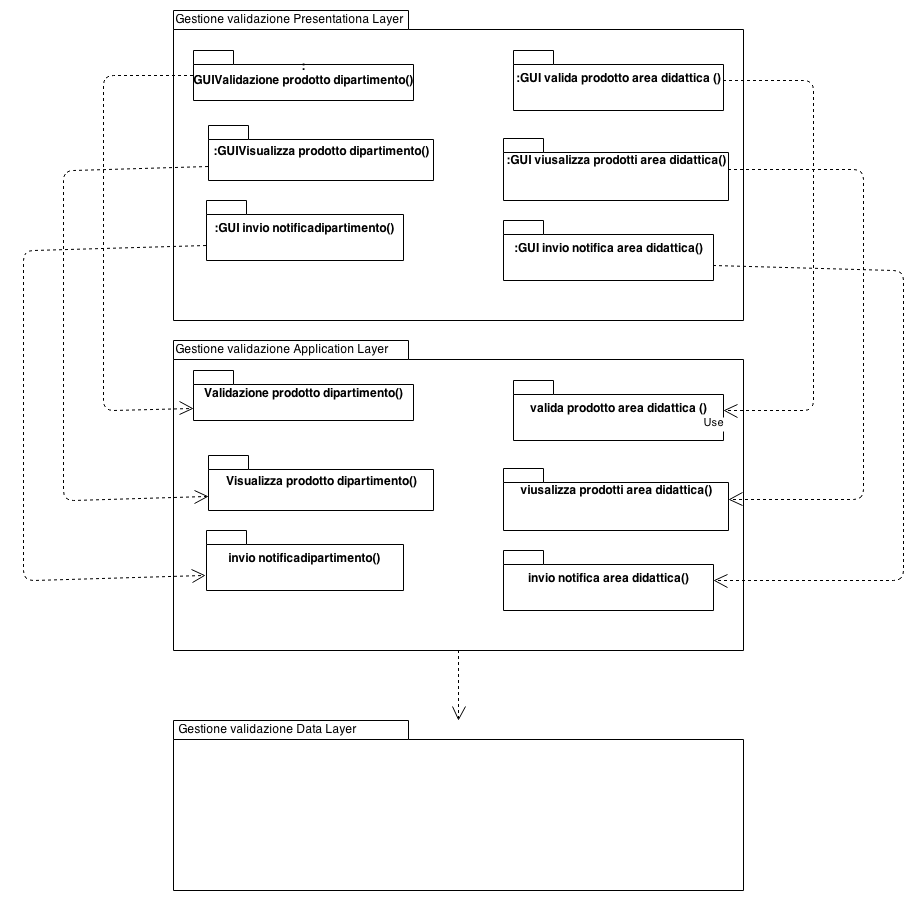 Gestione validazione Presentationa Layer
:
GUIValidazione prodotto dipartimento()
:GUI valida prodotto area didattica ()
:GUIVisualizza prodotto dipartimento()
:GUI viusalizza prodotti area didattica()
:GUI invio notificadipartimento()
:GUI invio notifica area didattica()
Gestione validazione Application Layer
Validazione prodotto dipartimento()
valida prodotto area didattica ()
Use
Visualizza prodotto dipartimento()
viusalizza prodotti area didattica()
invio notificadipartimento()
invio notifica area didattica()
Gestione validazione Data Layer